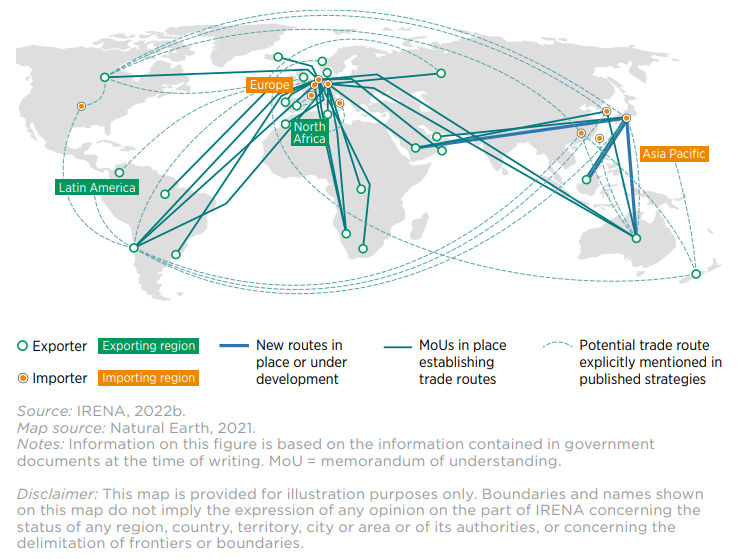 Europe
North
Africa
Asia Pacific
Latin America
Exporter
Exporting region
Importer
Importing region
New routes in
place or under
development
MoUs in place
establishing
trade routes
Potential trade route
explicitly mentioned in
published strategies
Source: IRENA, 2022b.
Map source: Natural Earth, 2021.
Notes: Information on this figure is based on the information contained in government
documents at the time of writing. MoU = memorandum of understanding.
Disclaimer: This map is provided for illustration purposes only. Boundaries and names shown
on this map do not imply the expression of any opinion on the part of IRENA concerning the
status of any region, country, territory, city or area or of its authorities, or concerning the
delimitation of frontiers or boundaries.